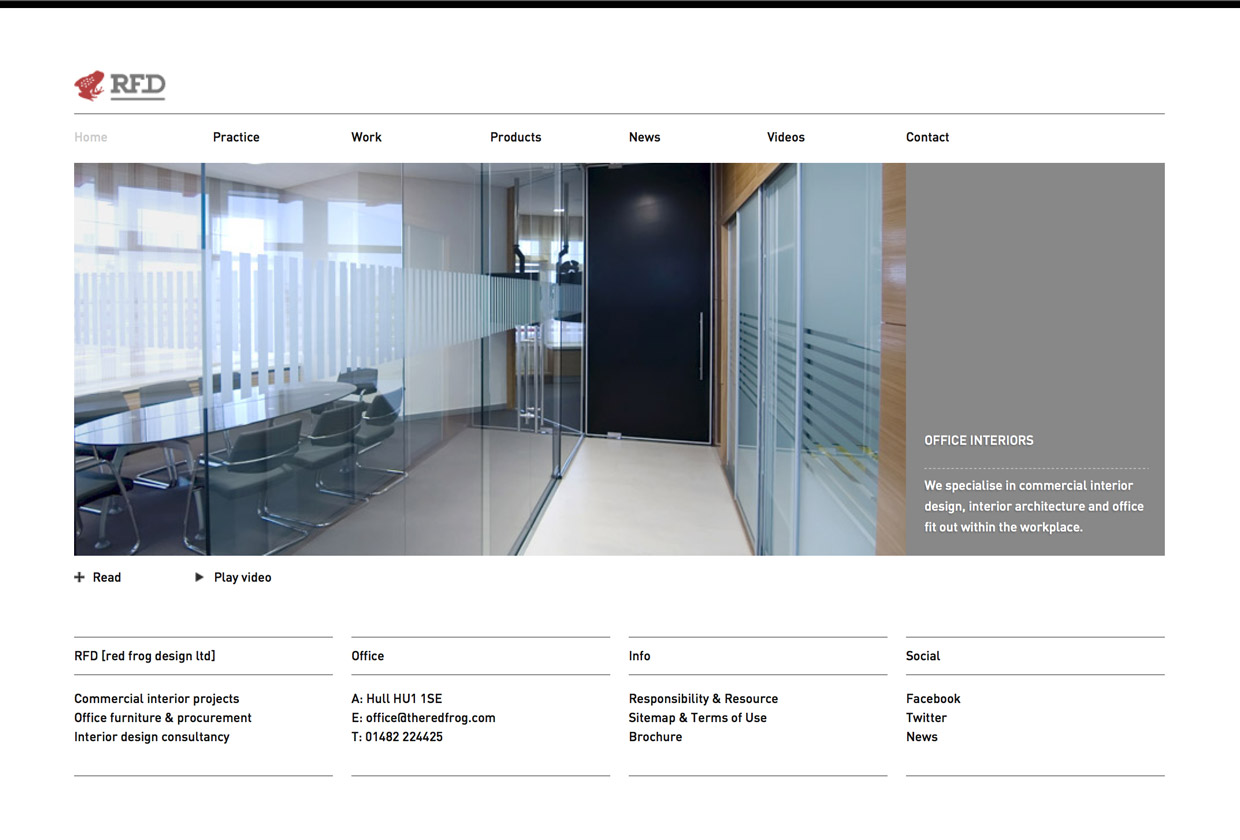 RFD
Home Practice Work Products News Videos Contact
OFFICE INTERIORS
We specialise in commercial interior
design, interior architecture and office
fit out within the workplace.
Read Play video
RFD [red frog design ltd]
Commercial interior projects
Office furniture & procurement
Interior design consultancy
Office
A: Hull HU1 1SE
E: office@theredfrog.com
T: 01482 224425
Info
Responsibility & Resource
Sitemap & Terms of Use
Brochure
Social
Facebook
Twitter
News